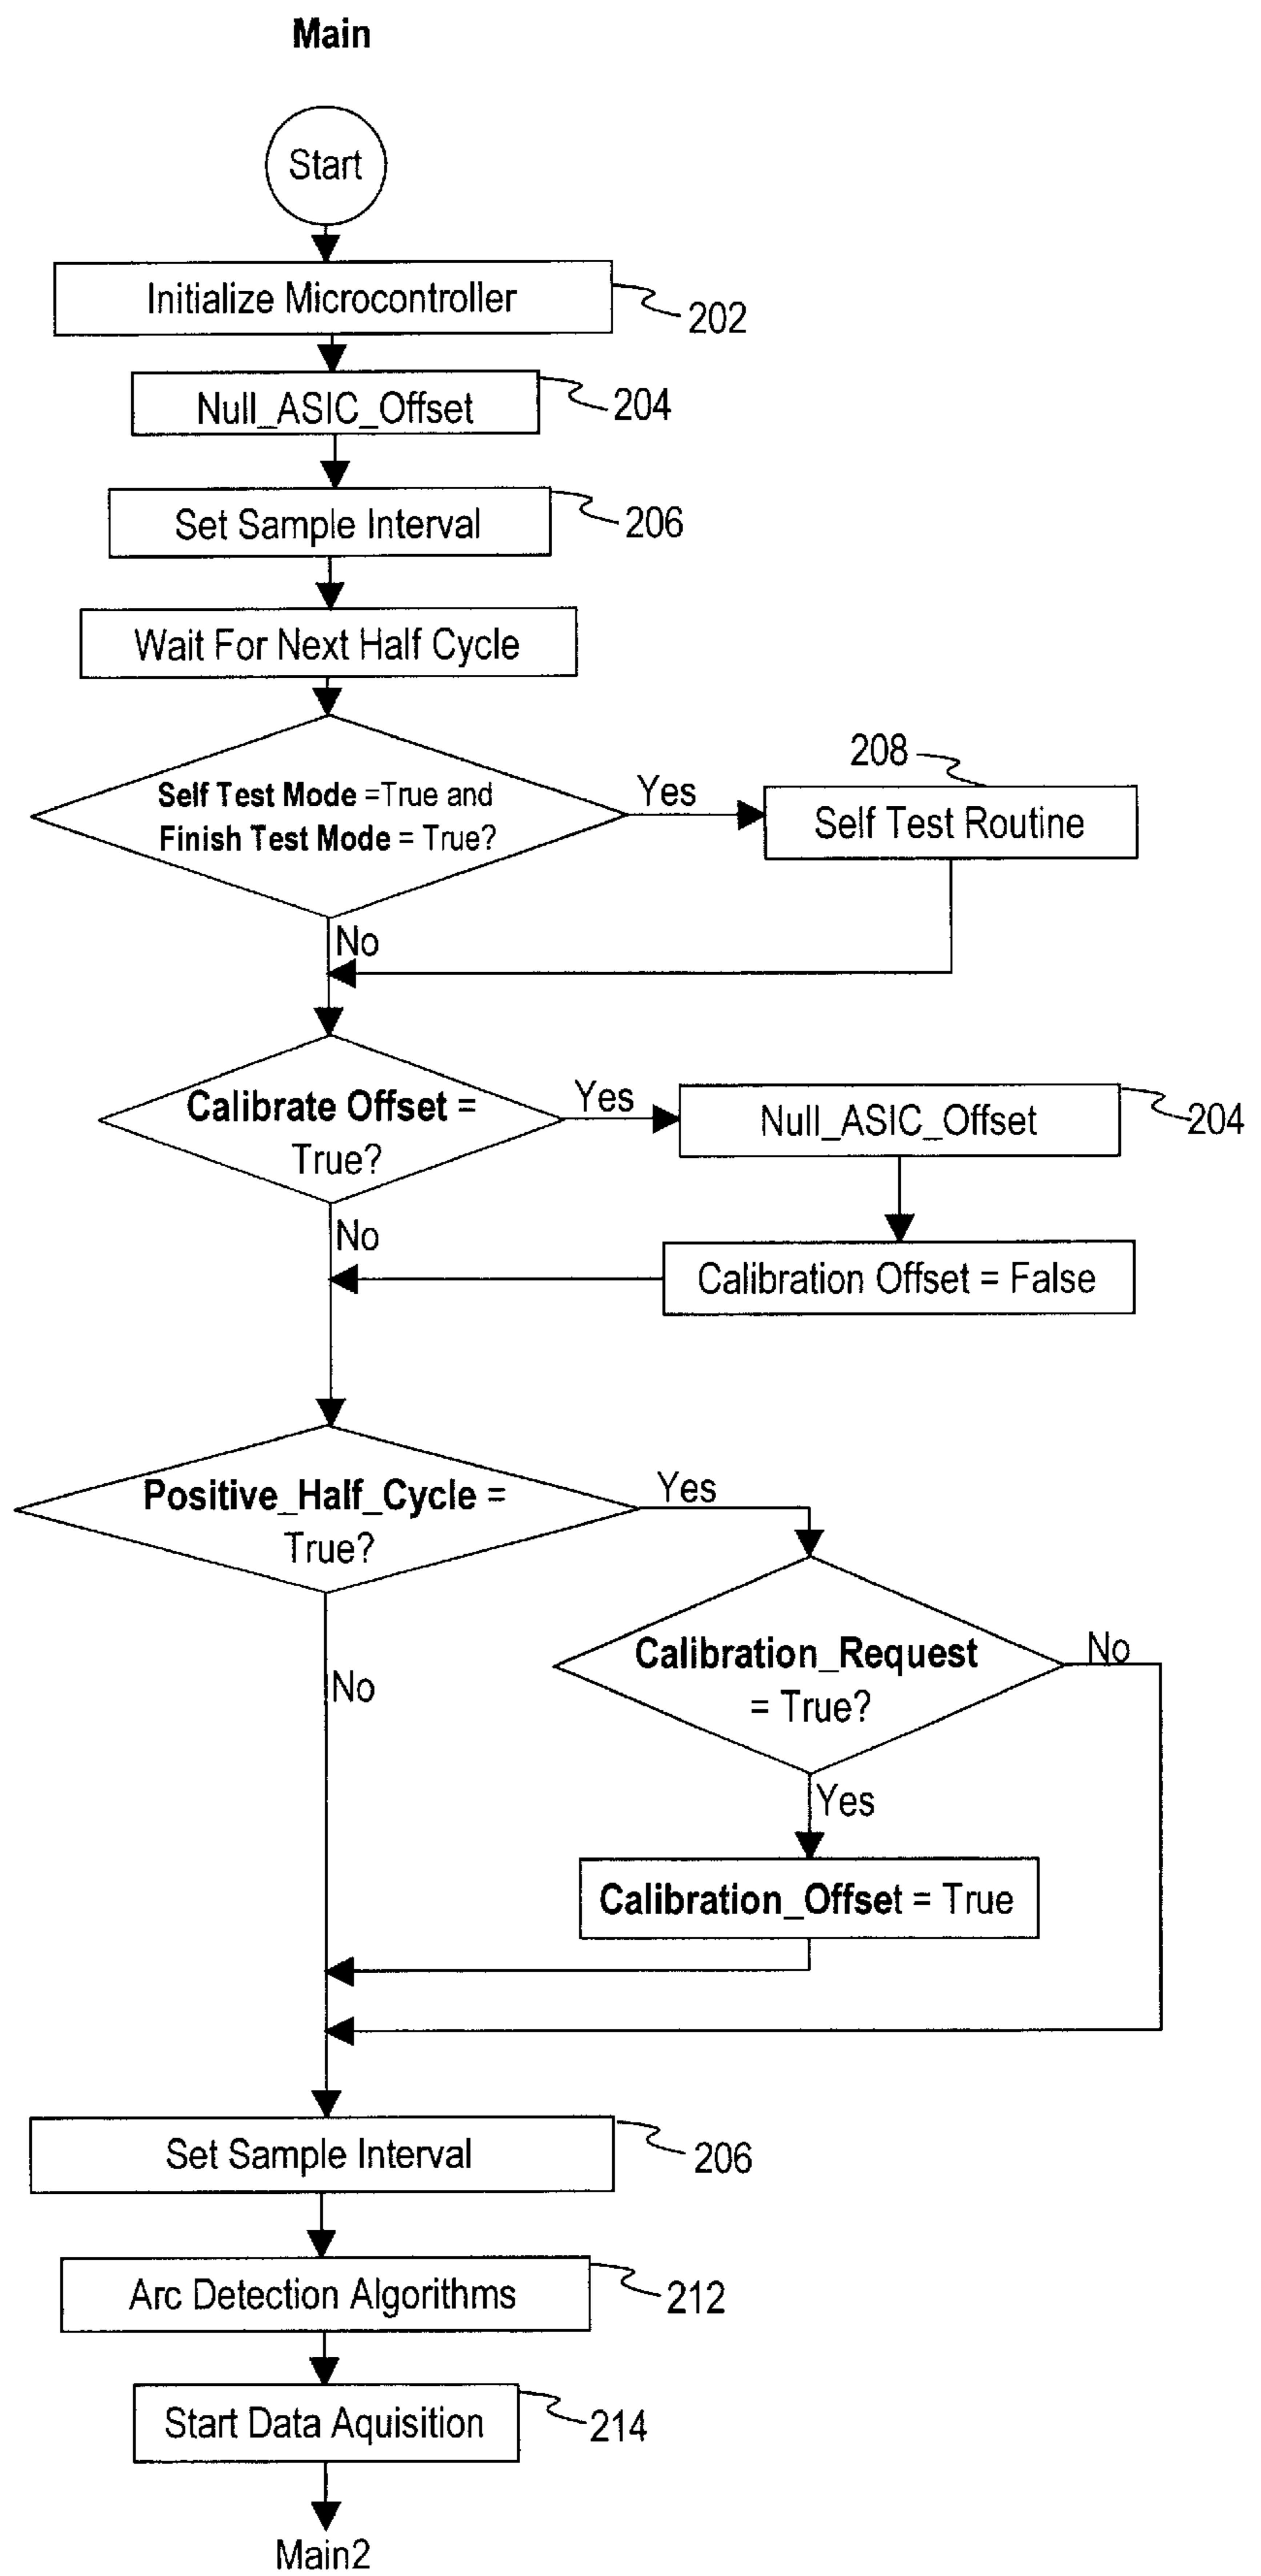 Main
Start
Initialize Microcontroller
202
Null_ASIC_Offset
204
Set Sample Interval
206
Wait For Next Half Cycle
Self Test Mode =True and
Finish Test Mode = True?
Yes
208
Self Test Routine
No
Calibrate Offset =
True?
Yes
Null_ASIC_Offset
204
No
Calibration Offset = False
Positive_Half_Cycle =
True?
Yes
No
Calibration_Request
= True?
No
Yes
Calibration_Offset = True
Set Sample Interval
206
Arc Detection Algorithms
212
Start Data Aquisition
214
Main2